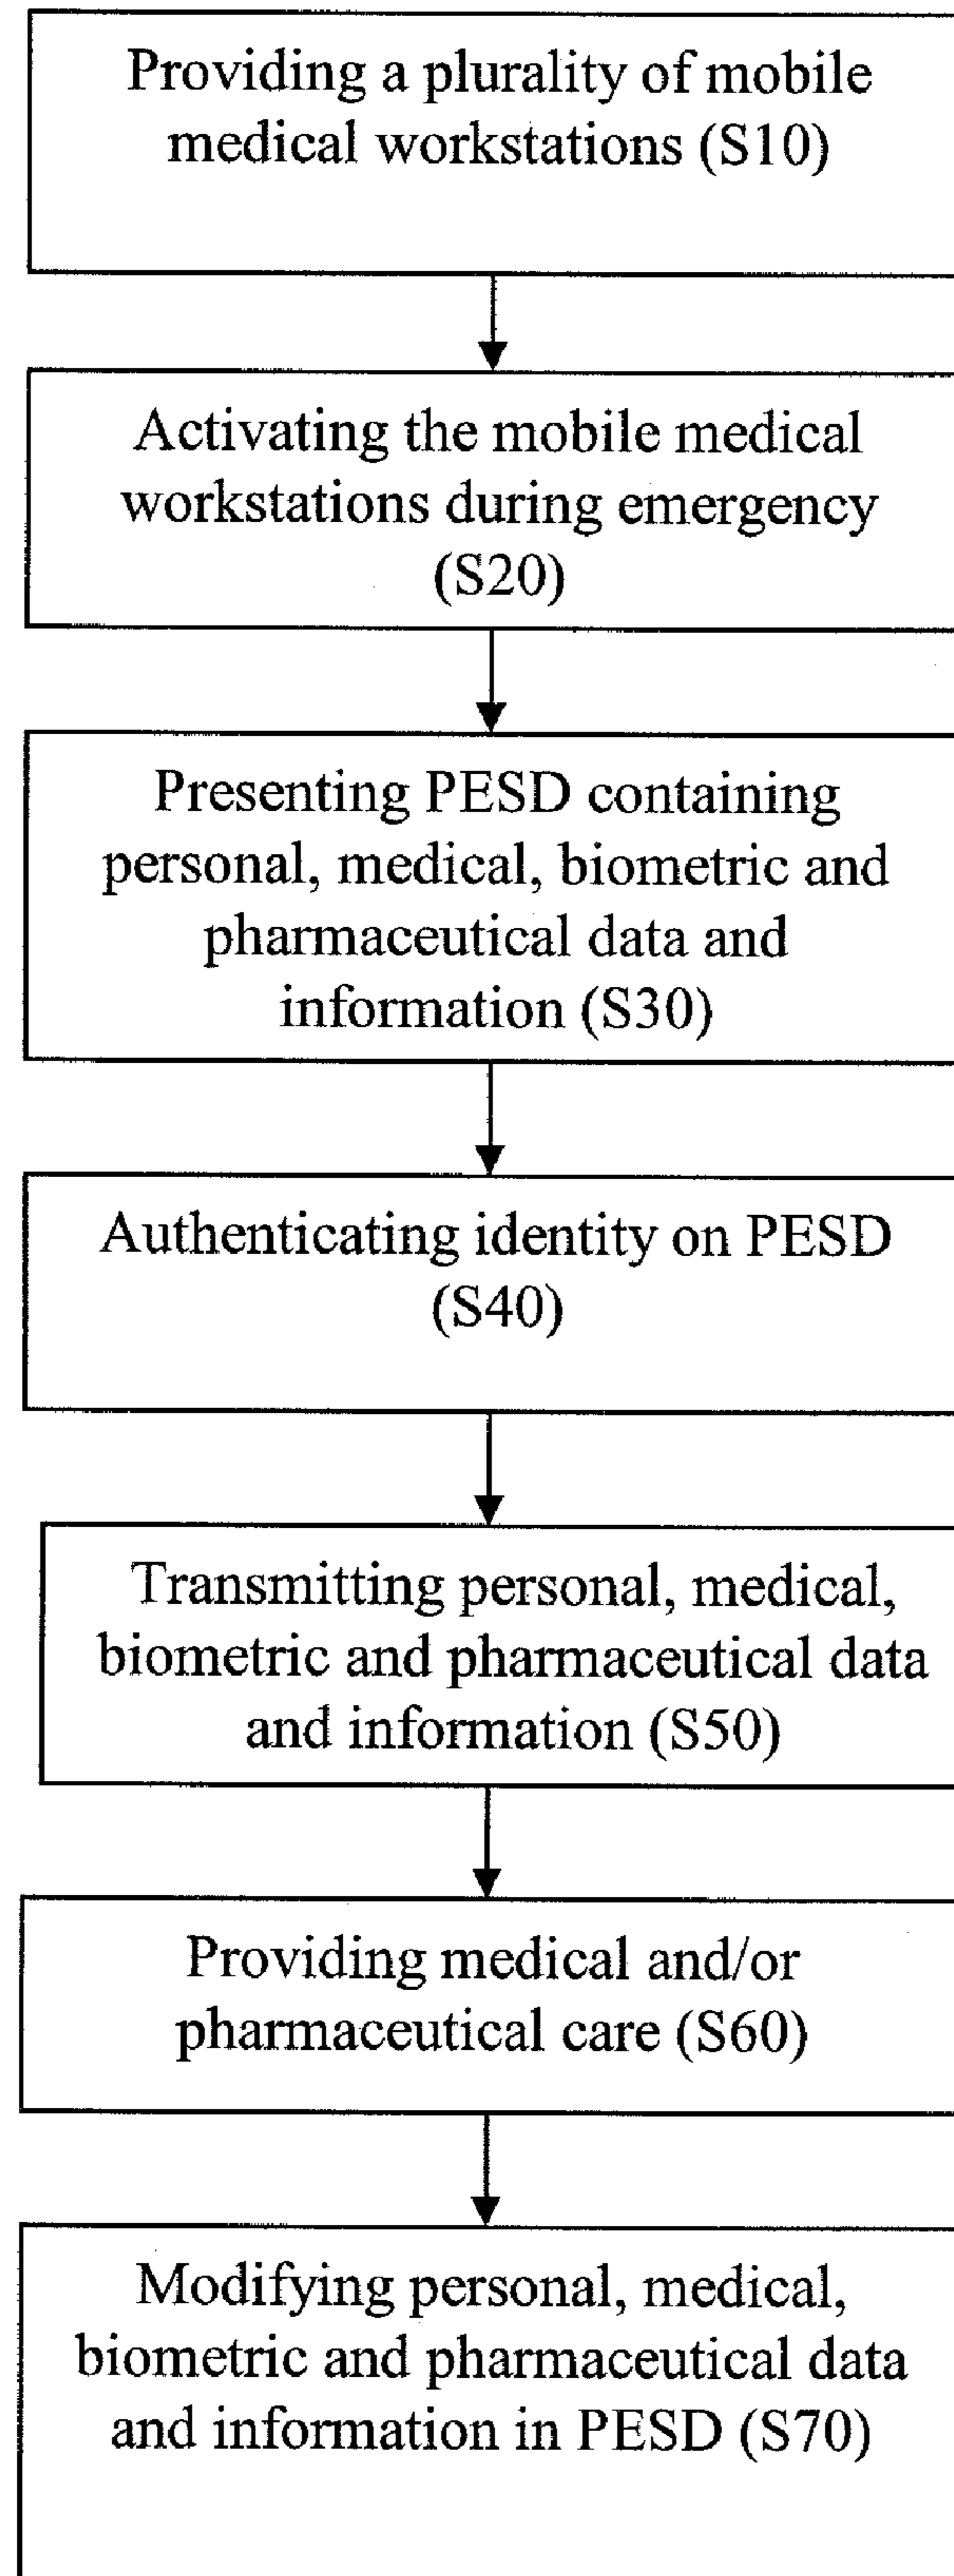 Providing a plurality of mobile
medical workstations (S10)
Activating the mobile medical
workstations during emergency
(S20)
Presenting PESD containing
personal, medical, biometric and
pharmaceutical data and
information (S30)
Authenticating identity on PESD
(S40)
Transmitting personal, medical,
biometric and pharmaceutical data
and information (S50)
Providing medical and/or
pharmaceutical care (S60)
Modifying personal, medical,
biometric and pharmaceutical data
and information in PESD (S70)